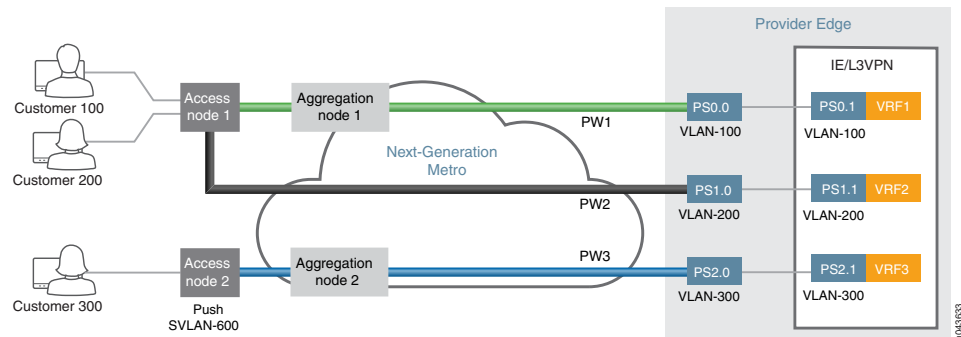 Provider Edge
IE/L3VPN
Customer 100
Access
node 1
Aggregation
node 1
PW1
PS0.0
VLAN-100
PS0.1
VRF1
VLAN-100
Customer 200
Next-Generation
Metro
PW2
PS1.0
VLAN-200
PS1.1
VRF2
VLAN-200
Customer 300
Access
node 2
Push
SVLAN-600
Aggregation
node 2
PW3
PS2.0
VLAN-300
PS2.1
VRF3
VLAN-300